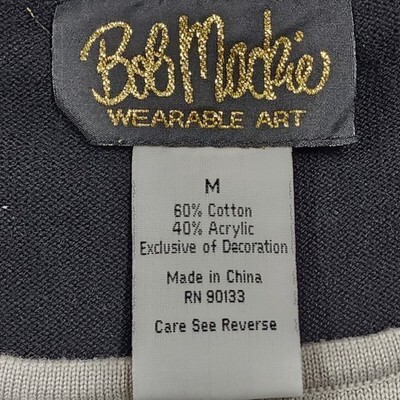 Bob Mackie
WEARABLE ART
M
60% Cotton
40% Acrylic
Exclusive of Decoration
Made in China
RN 90133
Care See Reverse